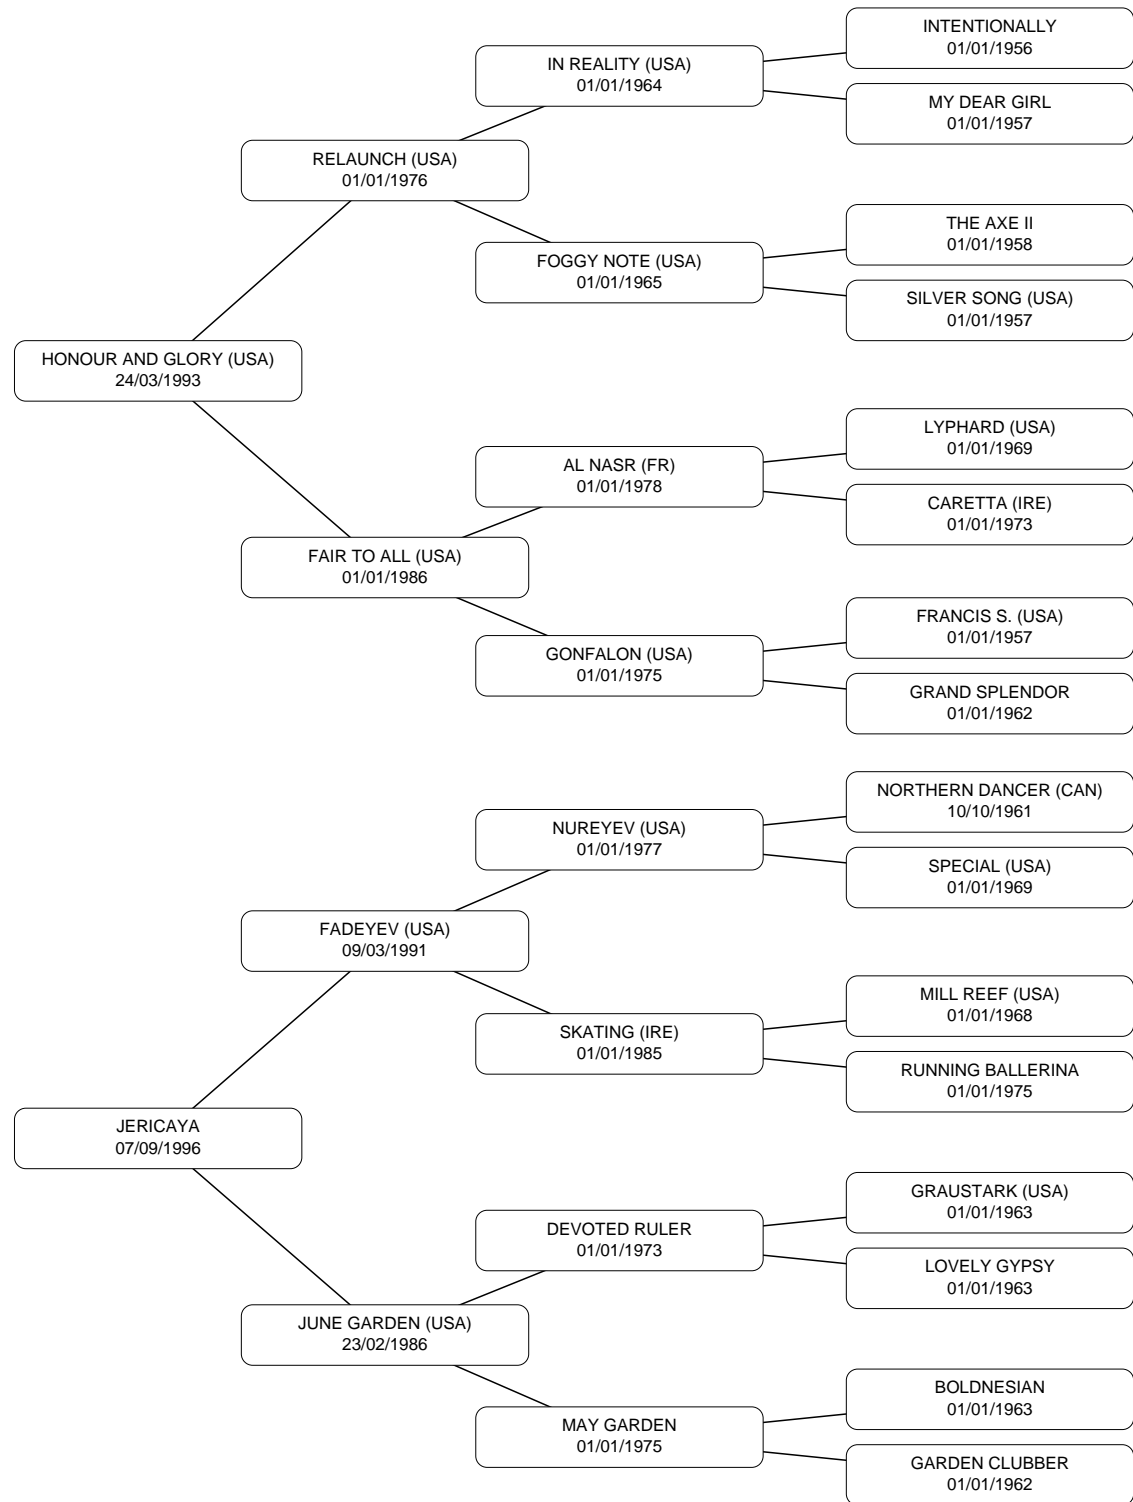 INTENTIONALLY
01/01/1956
IN REALITY (USA)
01/01/1964
MY DEAR GIRL
01/01/1957
RELAUNCH (USA)
01/01/1976
THE AXE II
01/01/1958
FOGGY NOTE (USA)
01/01/1965
SILVER SONG (USA)
01/01/1957
HONOUR AND GLORY (USA)
24/03/1993
LYPHARD (USA)
01/01/1969
AL NASR (FR)
01/01/1978
CARETTA (IRE)
01/01/1973
FAIR TO ALL (USA)
01/01/1986
FRANCIS S. (USA)
01/01/1957
GONFALON (USA)
01/01/1975
GRAND SPLENDOR
01/01/1962
NORTHERN DANCER (CAN)
10/10/1961
NUREYEV (USA)
01/01/1977
SPECIAL (USA)
01/01/1969
FADEYEV (USA)
09/03/1991
MILL REEF (USA)
01/01/1968
SKATING (IRE)
01/01/1985
RUNNING BALLERINA
01/01/1975
JERICAYA
07/09/1996
GRAUSTARK (USA)
01/01/1963
DEVOTED RULER
01/01/1973
LOVELY GYPSY
01/01/1963
JUNE GARDEN (USA)
23/02/1986
BOLDNESIAN
01/01/1963
MAY GARDEN
01/01/1975
GARDEN CLUBBER
01/01/1962